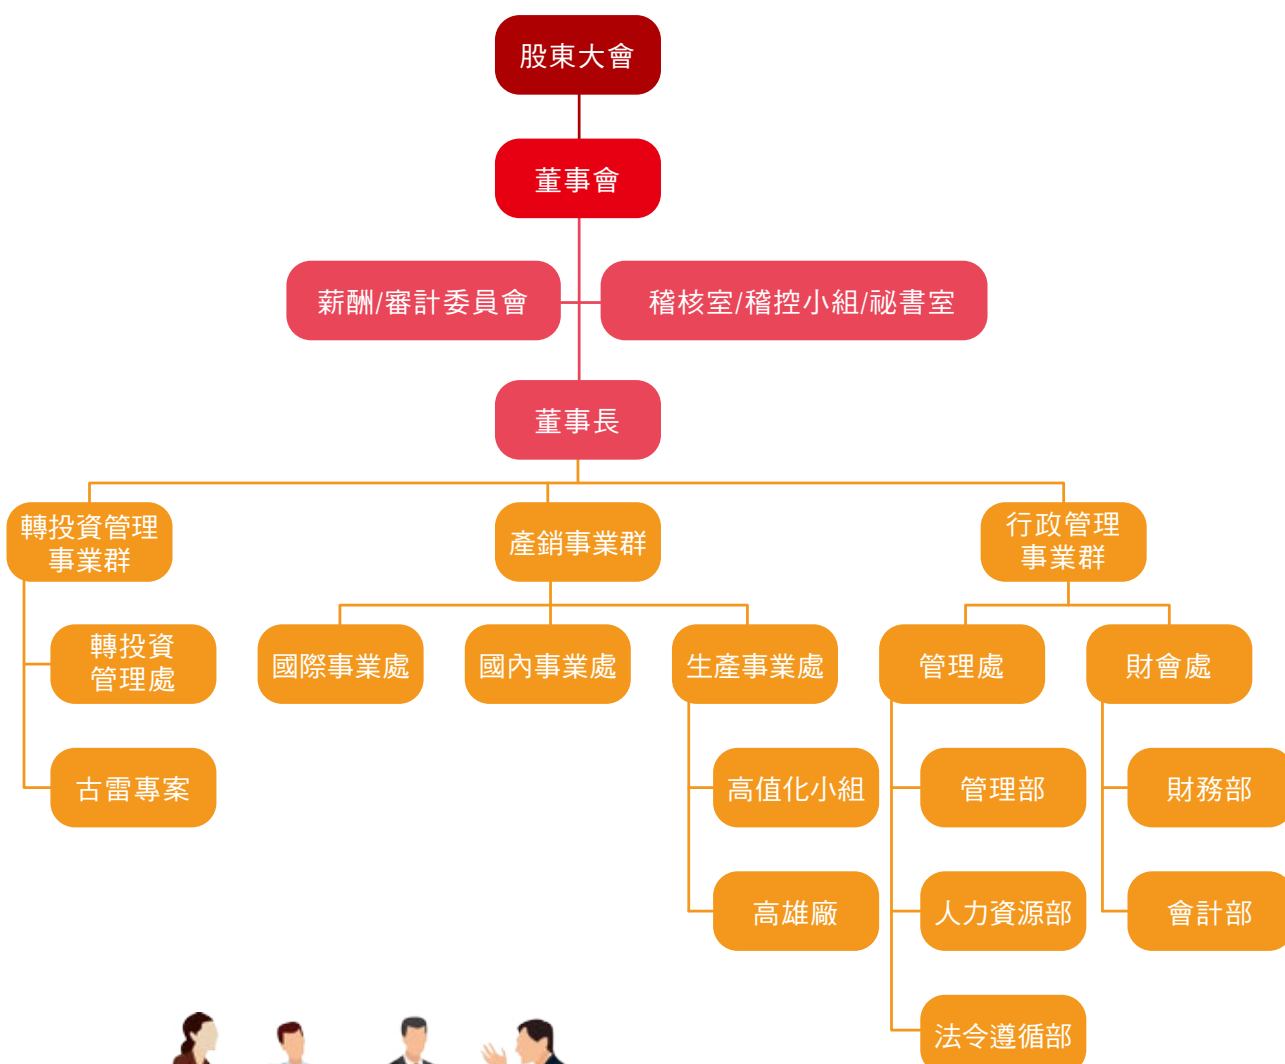 股東大會
董事會
薪酬/審計委員會
稽核室/稽控小組/祕書室
董事長
轉投資管理
事業群
產銷事業群
行政管理
事業群
轉投資
管理處
國際事業處
國內事業處
生產事業處
管理處
財會處
古雷專案
高值化小組
管理部
財務部
高雄廠
人力資源部
會計部
法令遵循部